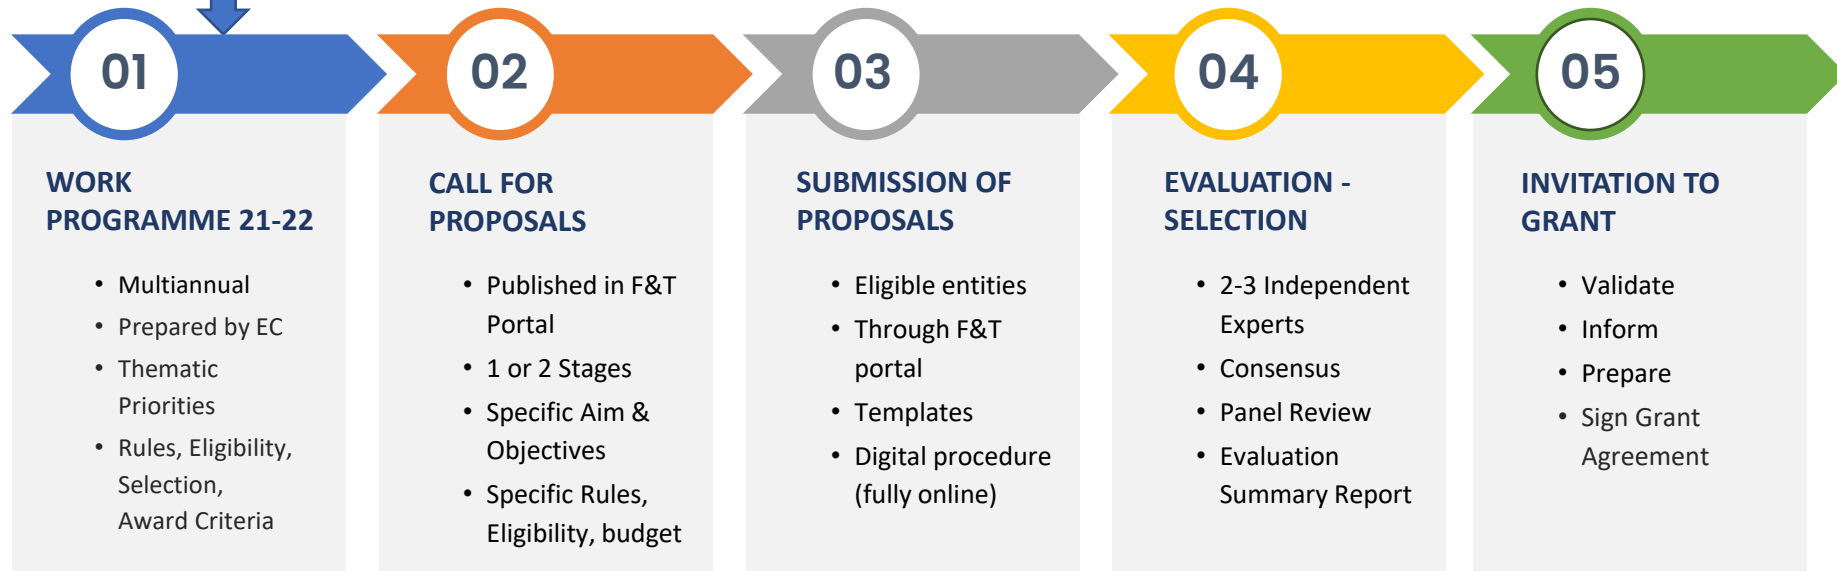 01
WORK
PROGRAMME 21-22
• Multiannual
• Prepared by EC
• Thematic
Priorities
• Rules, Eligibility,
Selection,
Award Criteria
02
CALL FOR
PROPOSALS
• Published in F&T
Portal
• 1 or 2 Stages
• Specific Aim &
Objectives
• Specific Rules,
Eligibility, budget
03
SUBMISSION OF
PROPOSALS
• Eligible entities
• Through F&T
portal
• Templates
• Digital procedure
(fully online)
04
EVALUATION -
SELECTION
• 2-3 Independent
Experts
• Consensus
• Panel Review
• Evaluation
Summary Report
05
INVITATION TO
GRANT
• Validate
• Inform
• Prepare
• Sign Grant
Agreement